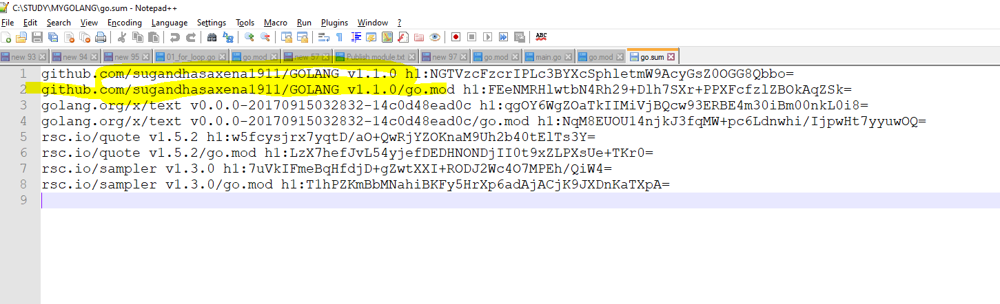 C:\STUDY\MYGOLANG\go.sum - Notepad++
File Edit Search View Encoding Language Settings Tools Macro Run Plugins Window ?
ABC
new 93 new 94 new 95 01_for_loop.go go.mod new 57 Publish module.txt new 97 go.mod main.go go.mod go.sum
1 github.com/sugandhasaxena1911/GOLANG v1.1.0 h1:NGTVzcFzcrIPLc3BYXcSphletmW9AcyGsZ0OGG8Qbbo=
2 github.com/sugandhasaxena1911/GOLANG v1.1.0/go.mod h1:FEeNMRHlwtbN4Rh29+Dlh7SXr+PPXFcfzlZBOkAqZSk=
3 golang.org/x/text v0.0.0-20170915032832-14c0d48ead0c h1:qgOY6WgZOaTkIIMiVjBQcw93ERBE4m30iBm00nkL0i8=
4 golang.org/x/text v0.0.0-20170915032832-14c0d48ead0c/go.mod h1:NqM8EUOU14njkJ3fqMW+pc6Ldnwhi/IjpwHt7yyuwOQ=
5 rsc.io/quote v1.5.2 h1:w5fcysjrx7yqtD/aO+QwRjYZOKnaM9Uh2b40tElTs3Y=
6 rsc.io/quote v1.5.2/go.mod h1:LzX7hefJvL54yjefDEDHNONDjII0t9xZLPXsUe+TKr0=
7 rsc.io/sampler v1.3.0 h1:7uVkIFmeBqHfdjD+gZwtXXI+RODJ2Wc4O7MPEh/QiW4=
8 rsc.io/sampler v1.3.0/go.mod h1:T1hPZKmBbMNahiBKFy5HrXp6adAjACjK9JXDnKaTXpA=
9